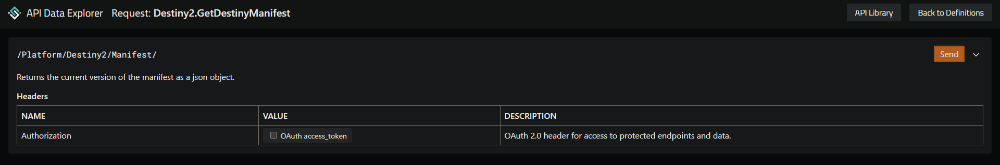 API Data Explorer Request: Destiny2.GetDestinyManifest API Library Back to Definitions
/Platform/Destiny2/Manifest/ Send
Returns the current version of the manifest as a json object.
Headers
NAME VALUE DESCRIPTION
Authorization OAuth access_token OAuth 2.0 header for access to protected endpoints and data.